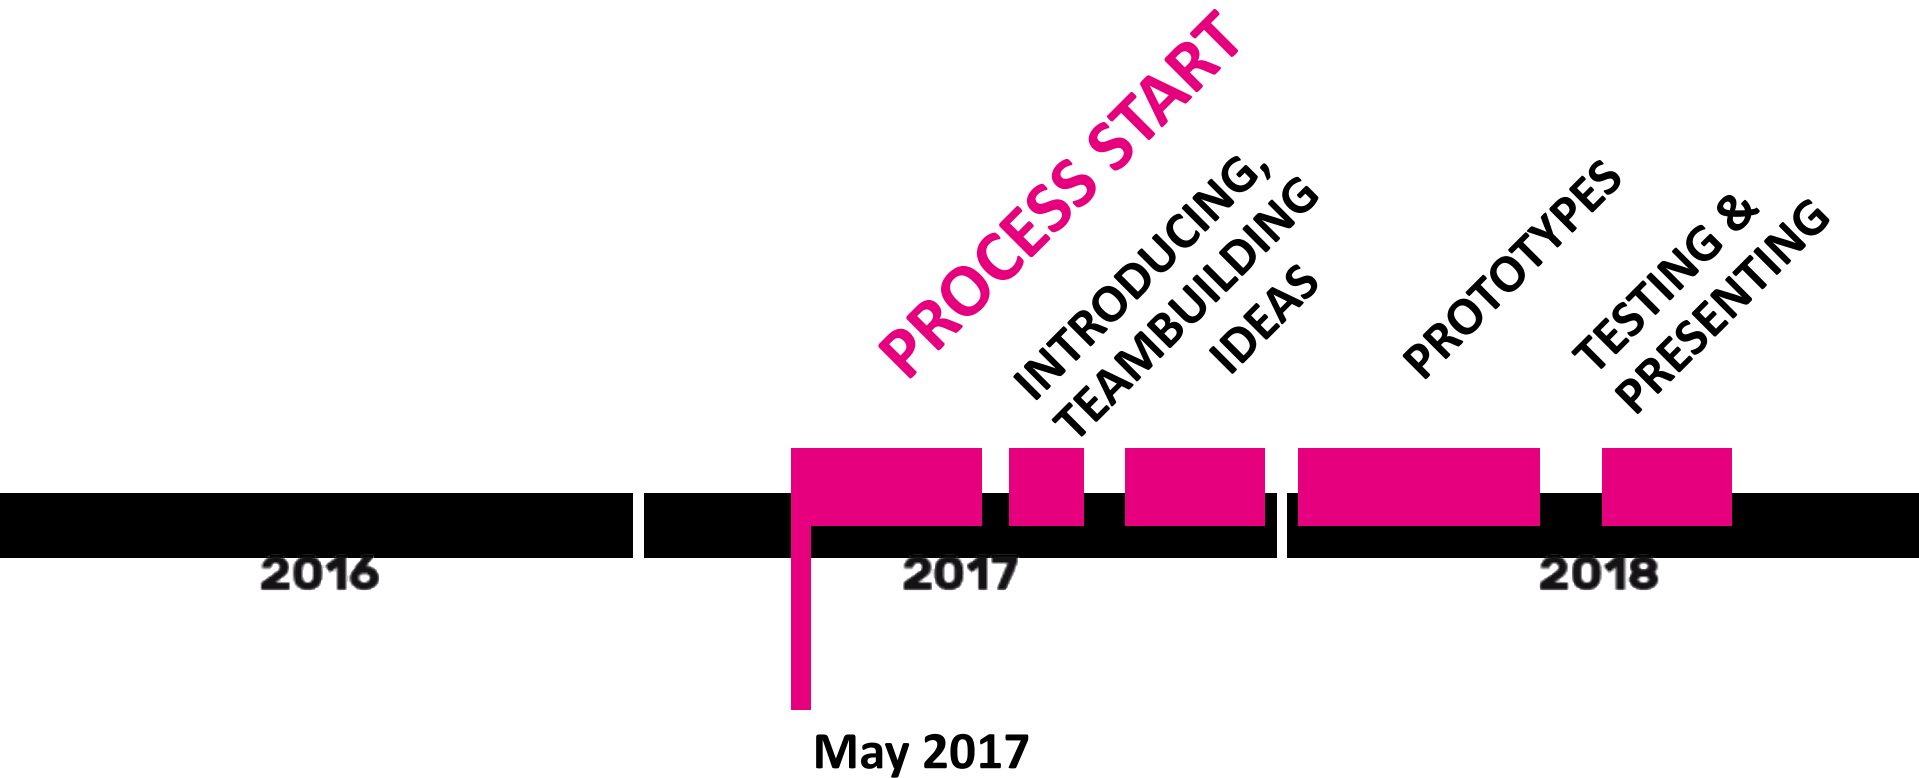 PROCESS START
INTRODUCING,
TEAMBUILDING
IDEAS
PROTOTYPES
TESTING &
PRESENTING
2016
2017
2018
May 2017